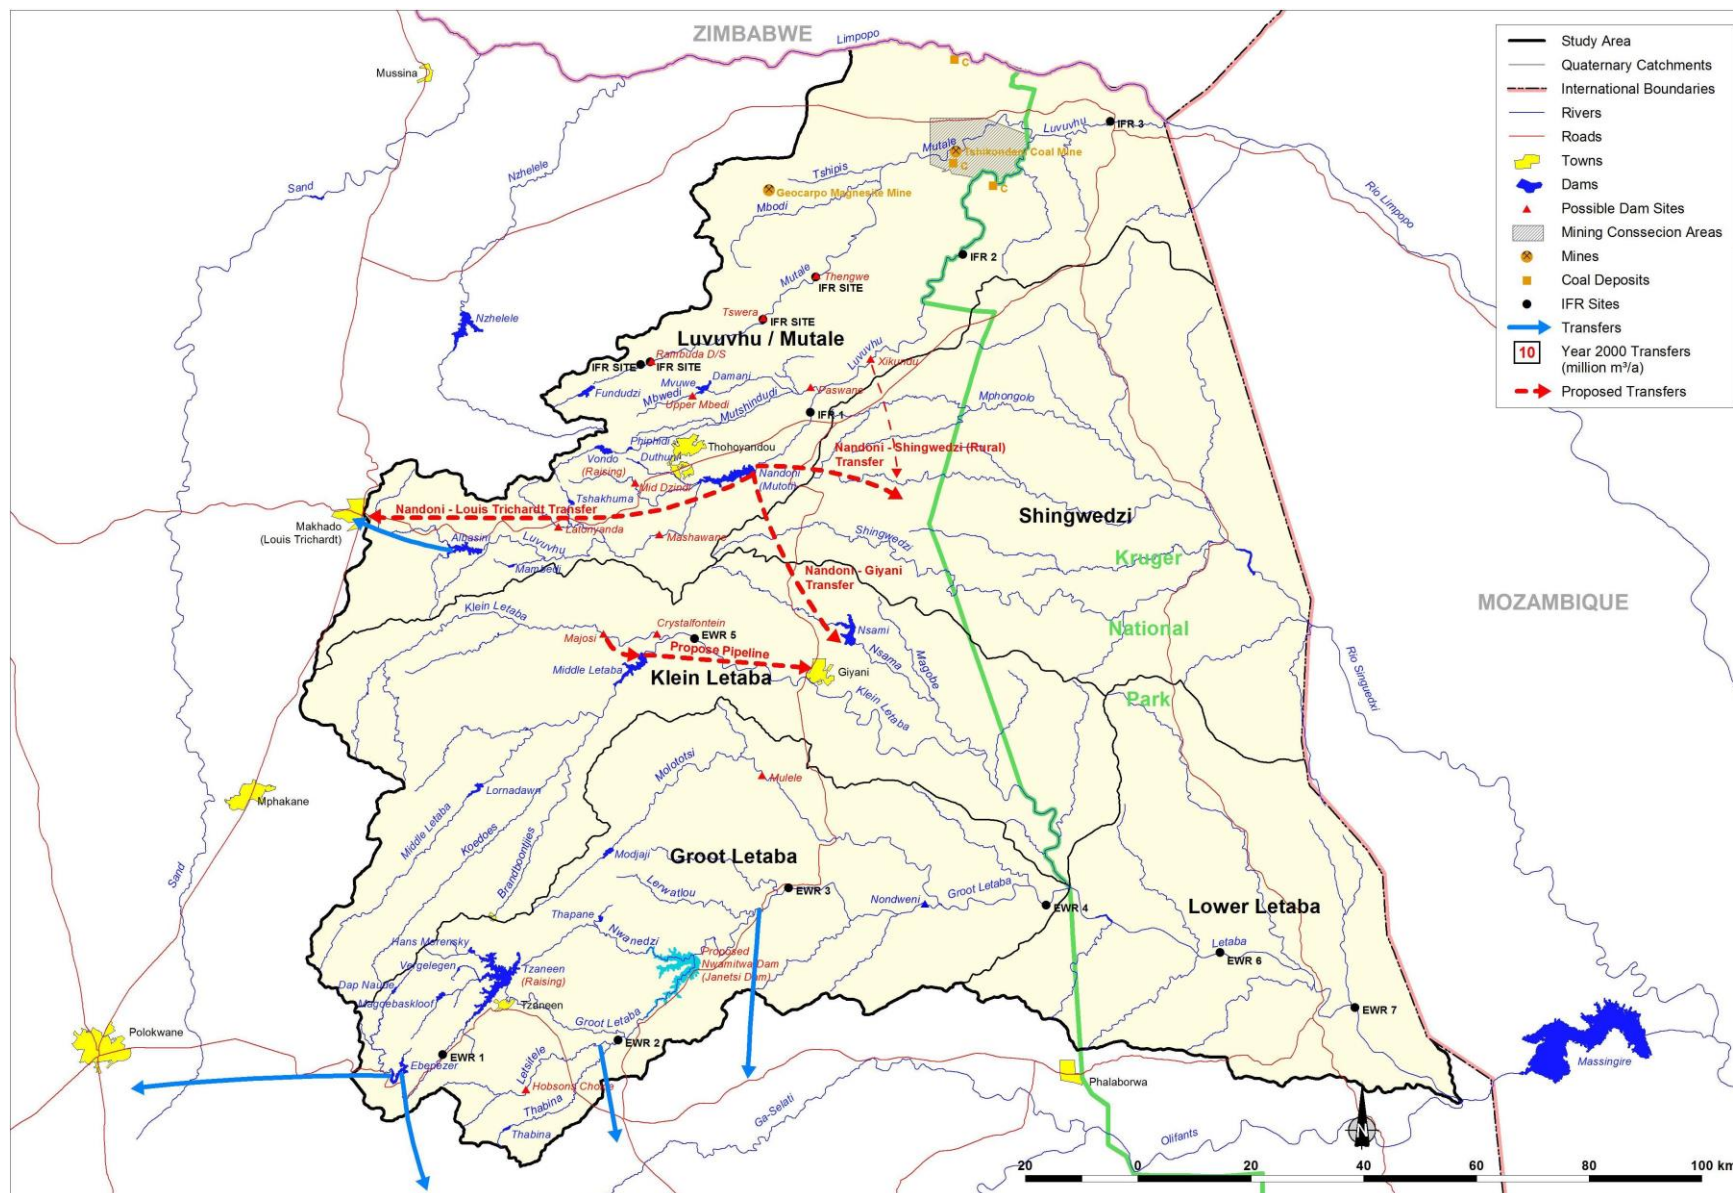 ZIMBABWE
Limpopo
Mussina
C
Study Area
Quaternary Catchments
International Boundaries
Rivers
Roads
Towns
Dams
Possible Dam Sites
Mining Conssecion Areas
Mines
Coal Deposits
IFR Sites
Transfers
10
Year 2000 Transfers
(million m³/a)
Proposed Transfers
Luvuvhu
IFR 3
Mutale
Tshikondeni Coal Mine
C
C
Nzhelele
Sand
Tshipis
Geocarpo Magnesite Mine
Mbodi
Rio Limpopo
IFR 2
Mutale
Thengwe
IFR SITE
Tswera
IFR SITE
Nzhelele
Luvuvhu / Mutale
Rambuda D/S
IFR SITE
IFR SITE
Luvuvhu
Xikundu
Damani
Mvuwe
Fundudzi
Mbwedi
Upper Mbedi
Paswane
Mutshindudi
IFR 1
Mphongolo
Phiphidi
Thohoyandou
Vondo
(Raising)
Duthuni
Nandoni - Shingwedzi (Rural)
Transfer
Nandoni
(Mutoti)
Mid Dzindi
Tshakhuma
Nandoni - Louis Trichardt Transfer
Makhado
(Louis Trichardt)
Latonyanda
Mashawane
Albasini
Luvuvhu
Mambedi
Shingwedzi
Shingwedzi
Kruger
National
Park
Nandoni - Giyani
Transfer
MOZAMBIQUE
Klein Letaba
Majosi
Crystalfontein
EWR 5
Propose Pipeline
Nsami
Nsama
Magobe
Middle Letaba
Klein Letaba
Giyani
Klein Letaba
Rio Singuedzi
Molototsi
Mulele
Mphakane
Lornadawn
Middle Letaba
Koedoes
Brandboontjies
Sand
Modjaji
Groot Letaba
Lerwatlou
EWR 3
Nondweni
Groot Letaba
EWR 4
Lower Letaba
Thapane
Nwanedzi
Hans Merensky
Vergelegen
Dap Naude
Magoebaskloof
Tzaneen
(Raising)
Tzaneen
Proposed
Nwamitwa Dam
(Janetsi Dam)
Letaba
EWR 6
EWR 7
Polokwane
Groot Letaba
EWR 2
EWR 1
Ebenezer
Letsitele
Hobsons Choice
Thabina
Thabina
Ga-Selati
Phalaborwa
Massingire
Olifants
N
20 0 20 40 60 80 100 km